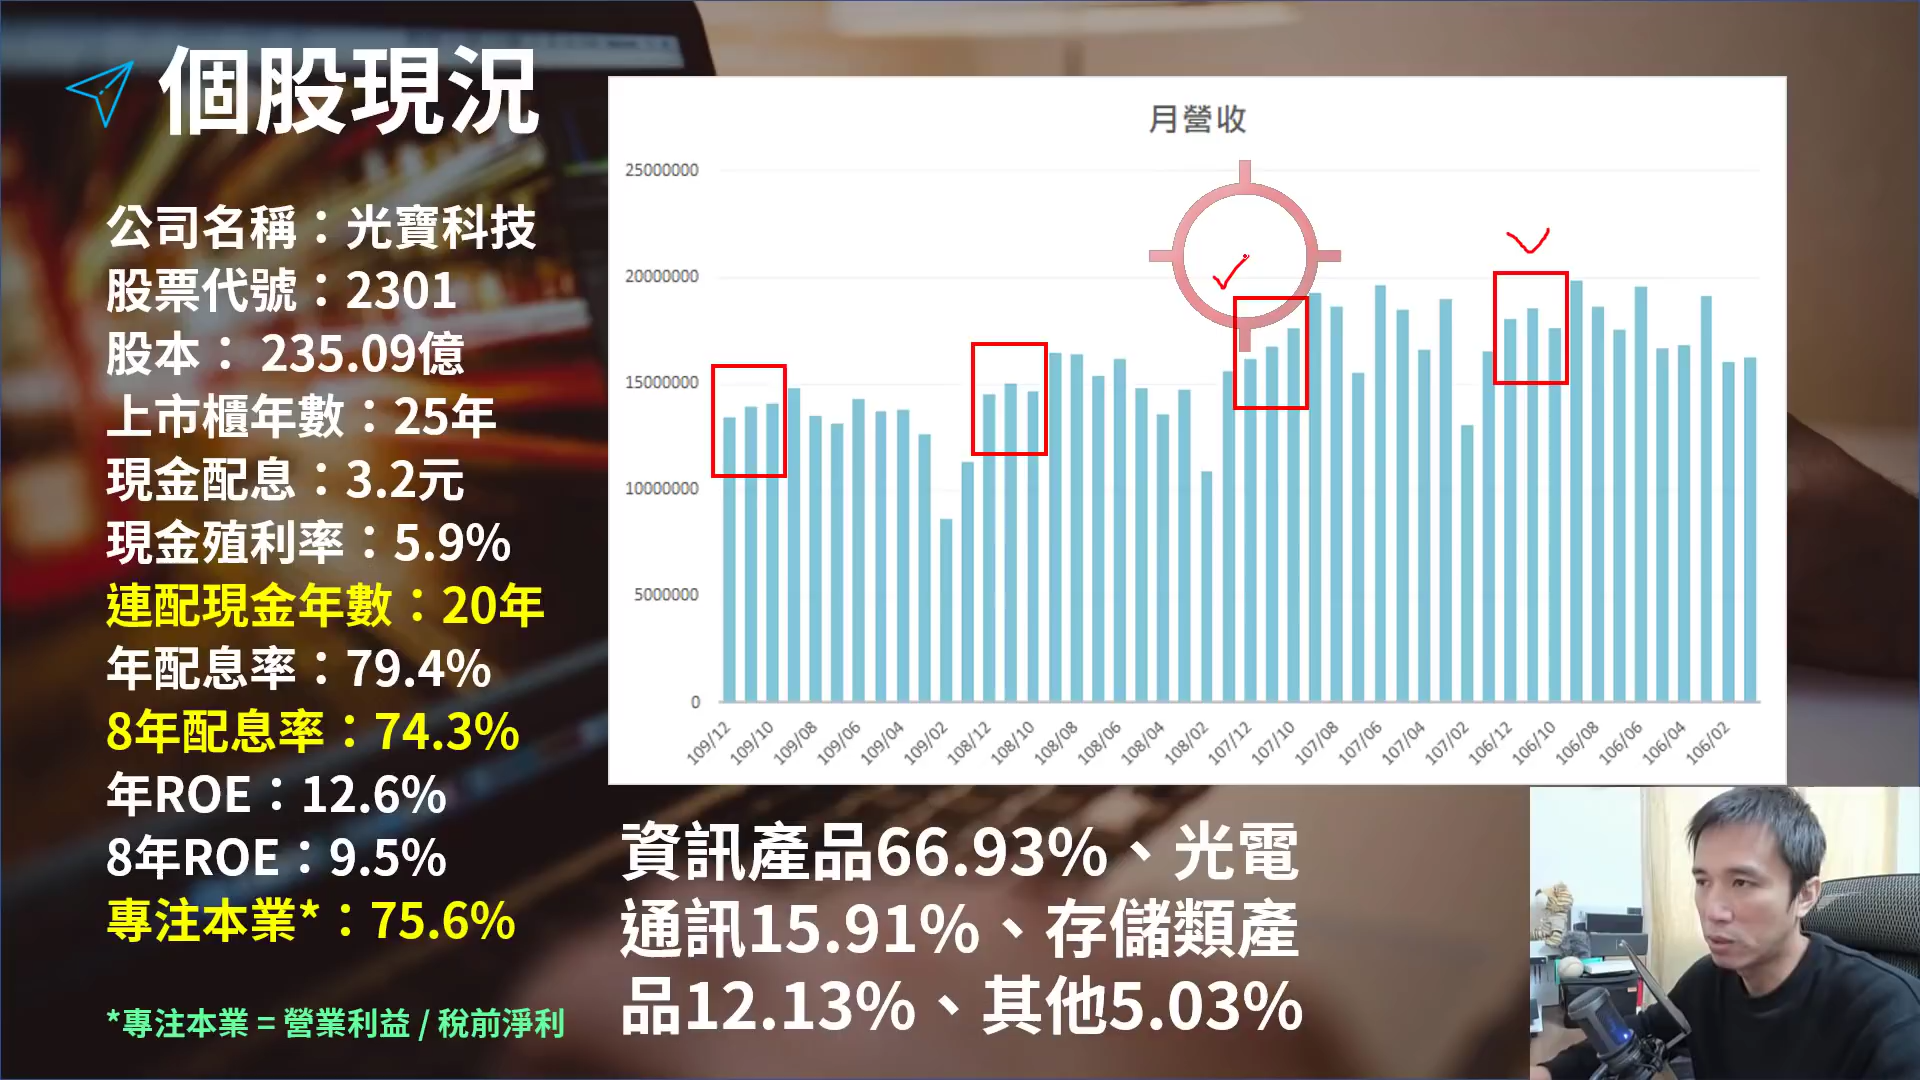 個股現況
公司名稱：光寶科技
股票代號：2301
股本： 235.09億
上市櫃年數：25年
現金配息：3.2元
現金殖利率：5.9%
連配現金年數：20年
年配息率：79.4%
8年配息率：74.3%
年ROE：12.6%
8年ROE：9.5%
專注本業*：75.6%
*專注本業 = 營業利益 / 稅前淨利
月營收
25000000
20000000
15000000
10000000
5000000
0
109/12 109/10 109/08 109/06 109/04 109/02 108/12 108/10 108/08 108/06 108/04 108/02 107/12 107/10 107/08 107/06 107/04 107/02 106/12 106/10 106/08 106/06 106/04 106/02
資訊產品66.93%、光電
通訊15.91%、存儲類產
品12.13%、其他5.03%